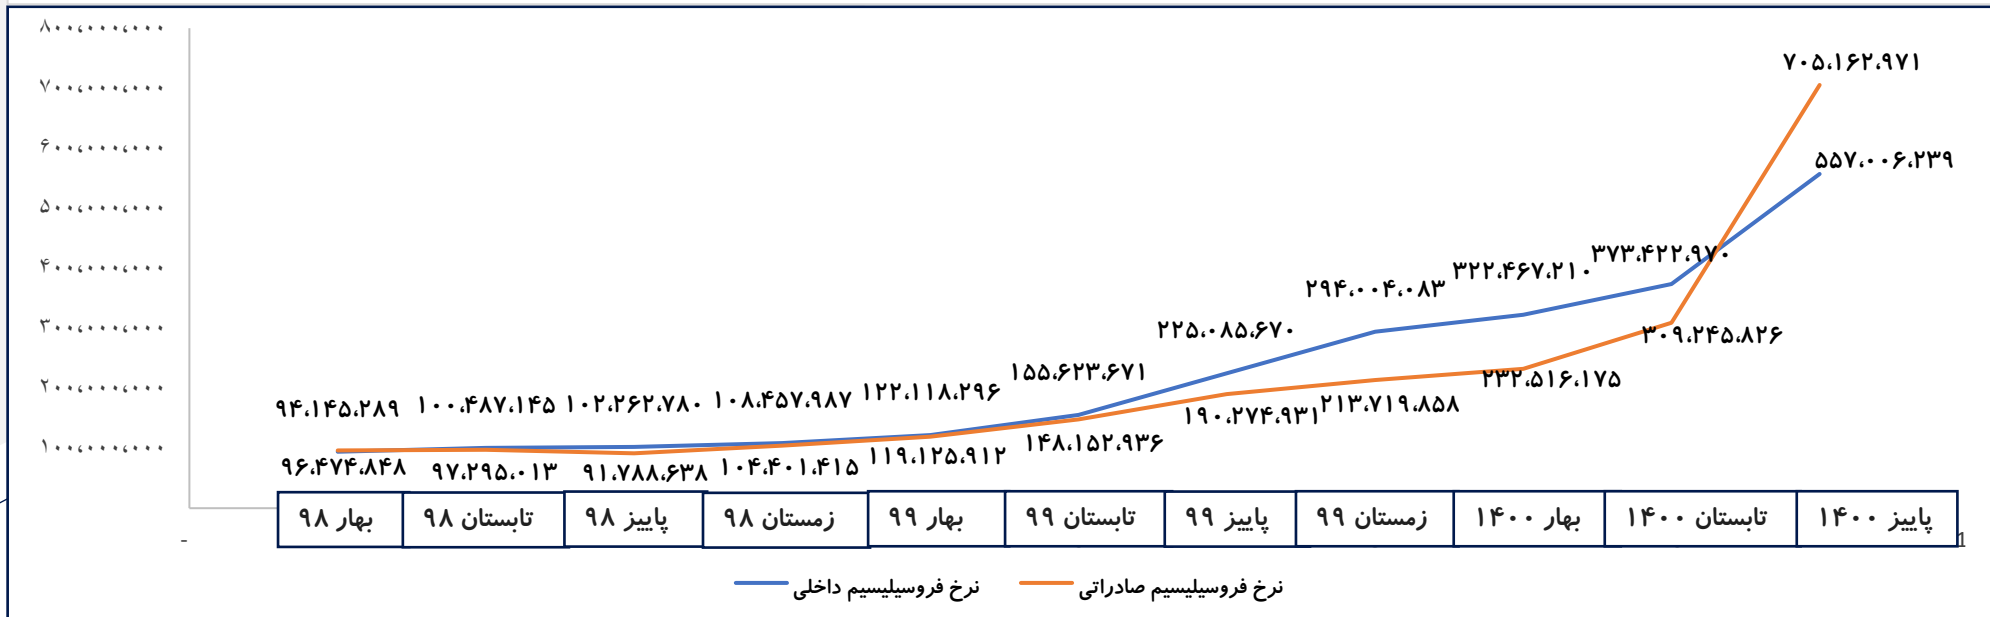 ۸۰۰،۰۰۰،۰۰۰
۷۰۰،۰۰۰،۰۰۰
۶۰۰،۰۰۰،۰۰۰
۵۰۰،۰۰۰،۰۰۰
۴۰۰،۰۰۰،۰۰۰
۳۰۰،۰۰۰،۰۰۰
۲۰۰،۰۰۰،۰۰۰
۱۰۰،۰۰۰،۰۰۰
-
۹۴،۱۴۵،۲۸۹
۱۰۰،۴۸۷،۱۴۵
۱۰۲،۲۶۲،۷۸۰
۱۰۸،۴۵۷،۹۸۷
۱۲۲،۱۱۸،۲۹۶
۱۵۵،۶۲۳،۶۷۱
۲۲۵،۰۸۵،۶۷۰
۲۹۴،۰۰۴،۰۸۳
۳۲۲،۴۶۷،۲۱۰
۳۷۳،۴۲۲،۹۷۰
۵۵۷،۰۰۶،۲۳۹
۹۶،۴۷۴،۸۴۸
۹۷،۲۹۵،۰۱۳
۹۱،۷۸۸،۶۳۸
۱۰۴،۴۰۱،۴۱۵
۱۱۹،۱۲۵،۹۱۲
۱۴۸،۱۵۲،۹۳۶
۱۹۰،۲۷۴،۹۳۱
۲۱۳،۷۱۹،۸۵۸
۲۳۲،۵۱۶،۱۷۵
۳۰۹،۲۴۵،۸۲۶
۷۰۵،۱۶۲،۹۷۱
بهار ۹۸
تابستان ۹۸
پاییز ۹۸
زمستان ۹۸
بهار ۹۹
تابستان ۹۹
پاییز ۹۹
زمستان ۹۹
بهار ۱۴۰۰
تابستان ۱۴۰۰
پاییز ۱۴۰۰
1
نرخ فروسیلیسیم داخلی
نرخ فروسیلیسیم صادراتی